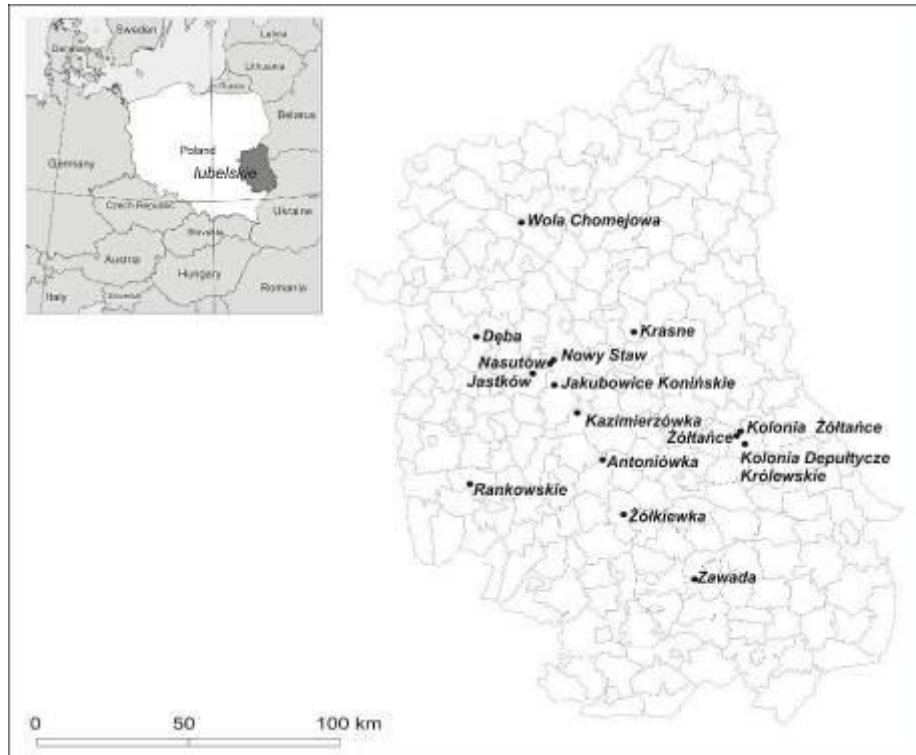 Sweden
Latvia
Denmark
Lithuania
Russia
Belarus
Poland
Germany
lubelskie
Czech Republic
Ukraine
Slovakia
Austria
Hungary
Italy
Slovenia
Romania
Wola Chomejowa
Krasne
Dęba
Nowy Staw
Nasutów
Jastków
Jakubowice Konińskie
Kazimierzówka
Kolonia Żółtańce
Żółtańce
Kolonia Depułtycze
Królewskie
Antoniówka
Rankowskie
Żółkiewka
Zawada
0 50 100 km